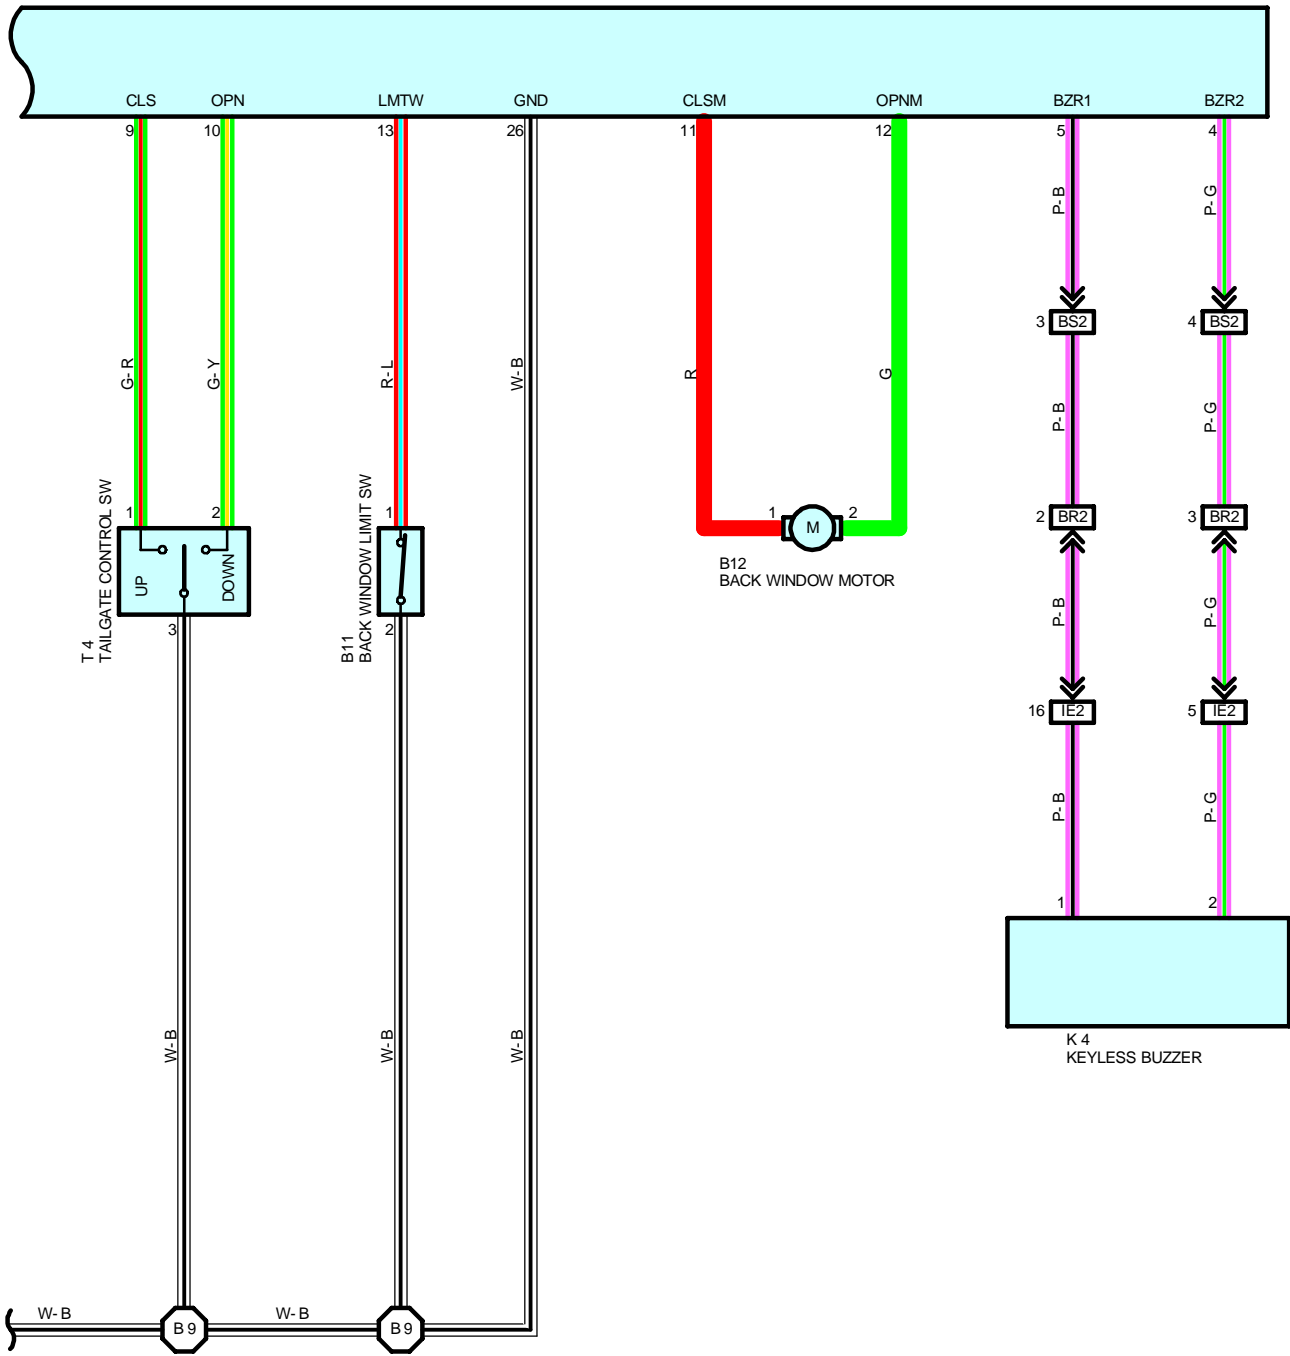 CLS OPN LMTW GND CLSM OPNM BZR1 BZR2
9 10 13 26 11 12 5 4
P- B P- G
3 BS2 4 BS2
G- R G- Y R- L W- B R G
P- B P- G
1 2 1 1 2
2 BR2 3 BR2
M
UP DOWN
B12
BACK WINDOW MOTOR
T 4
TAILGATE CONTROL SW
3
B11
BACK WINDOW LIMIT SW
2
P- B P- G
16 IE2 5 IE2
P- B P- G
1 2
K 4
KEYLESS BUZZER
W- B W- B W- B
W- B W- B
B 9 B 9